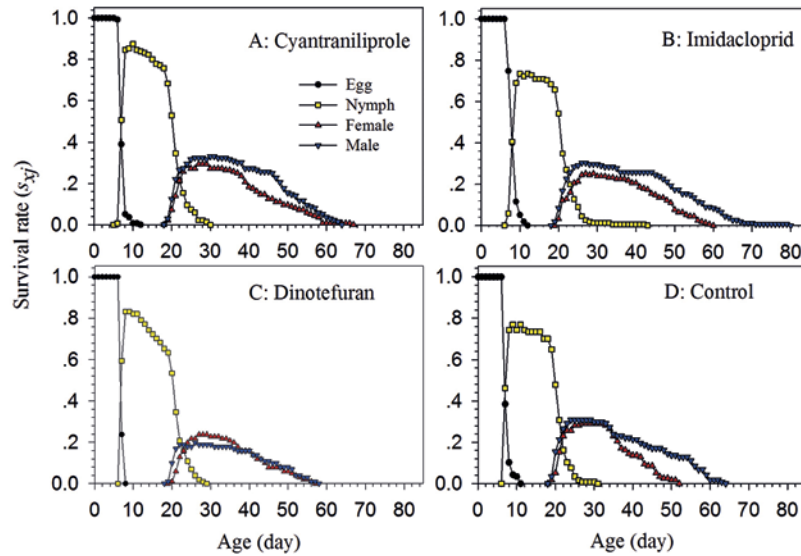 A: Cyantraniliprole
Egg
Nymph
Female
Male
1.0
.8
.6
.4
.2
0.0
0 10 20 30 40 50 60 70 80
B: Imidacloprid
1.0
.8
.6
.4
.2
0.0
0 10 20 30 40 50 60 70 80
Survival rate (sxj)
C: Dinotefuran
1.0
.8
.6
.4
.2
0.0
0 10 20 30 40 50 60 70 80
Age (day)
D: Control
1.0
.8
.6
.4
.2
0.0
0 10 20 30 40 50 60 70 80
Age (day)